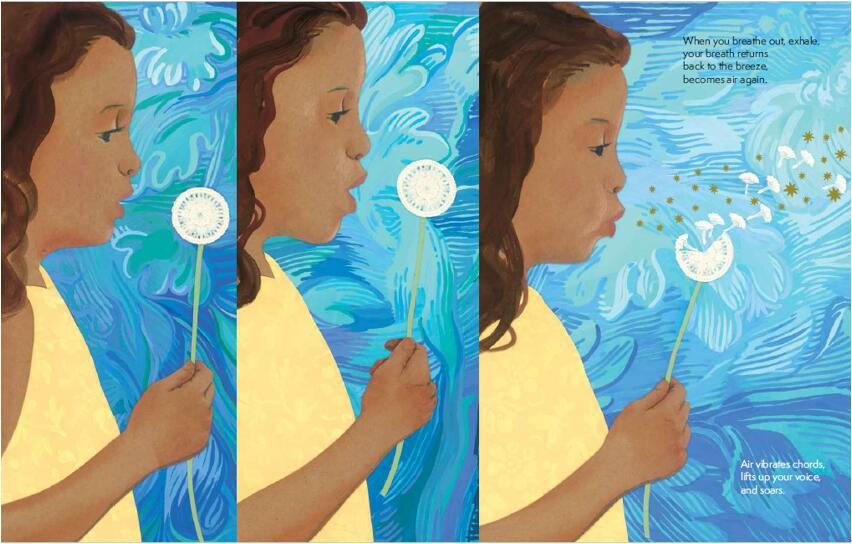 When you breathe out, exhale,
your breath returns
back to the breeze,
becomes air again.
Air vibrates chords,
lifts up your voice,
and soars.